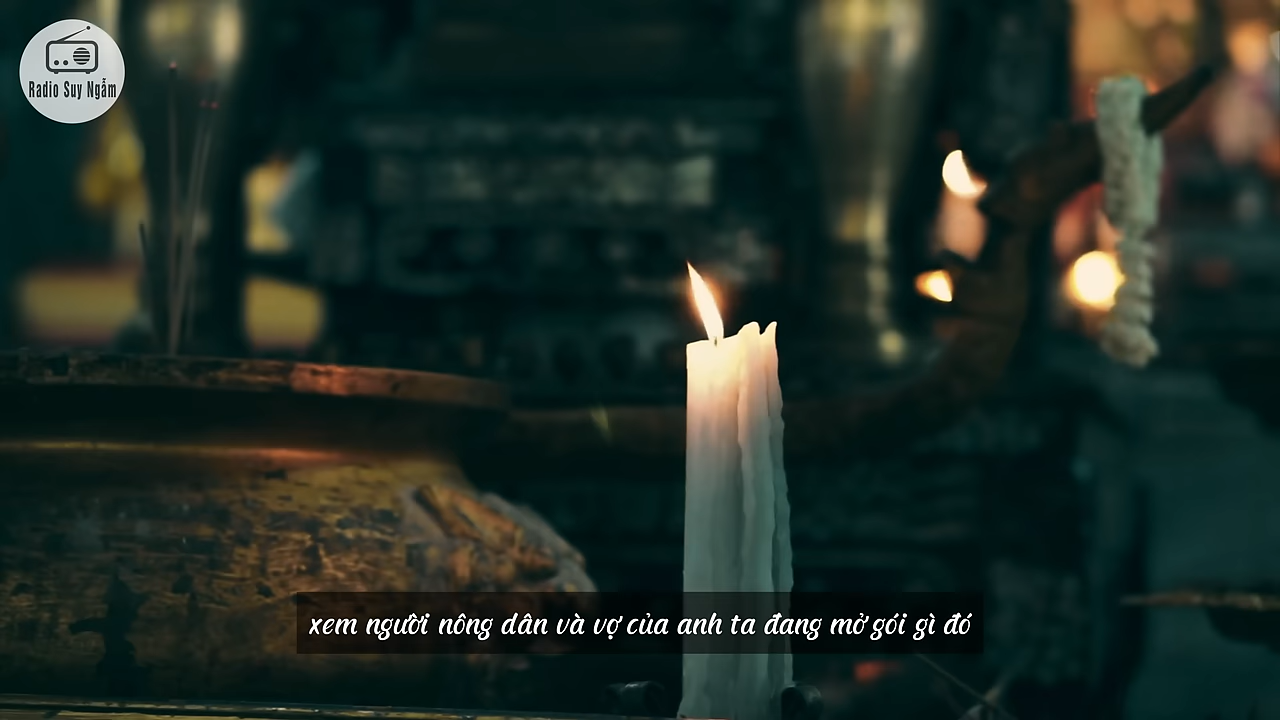 Radio Suy Ngẫm
xem người nông dân và vợ của anh ta đang mở gói gì đó